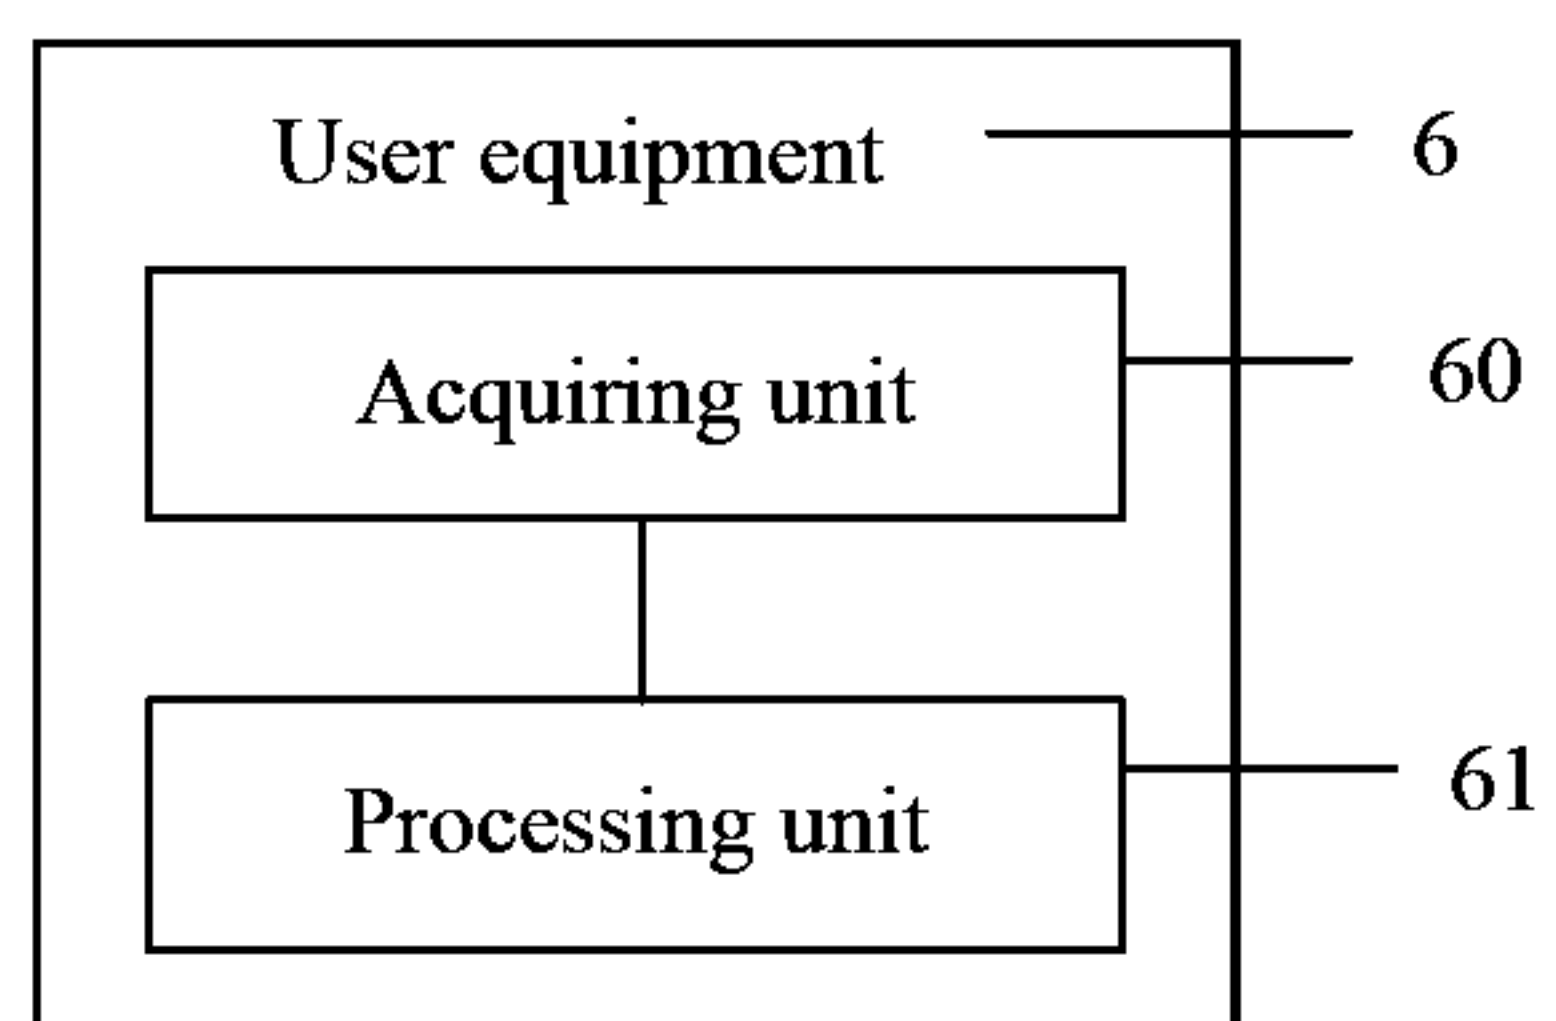 User equipment 6
Acquiring unit 60
Processing unit 61